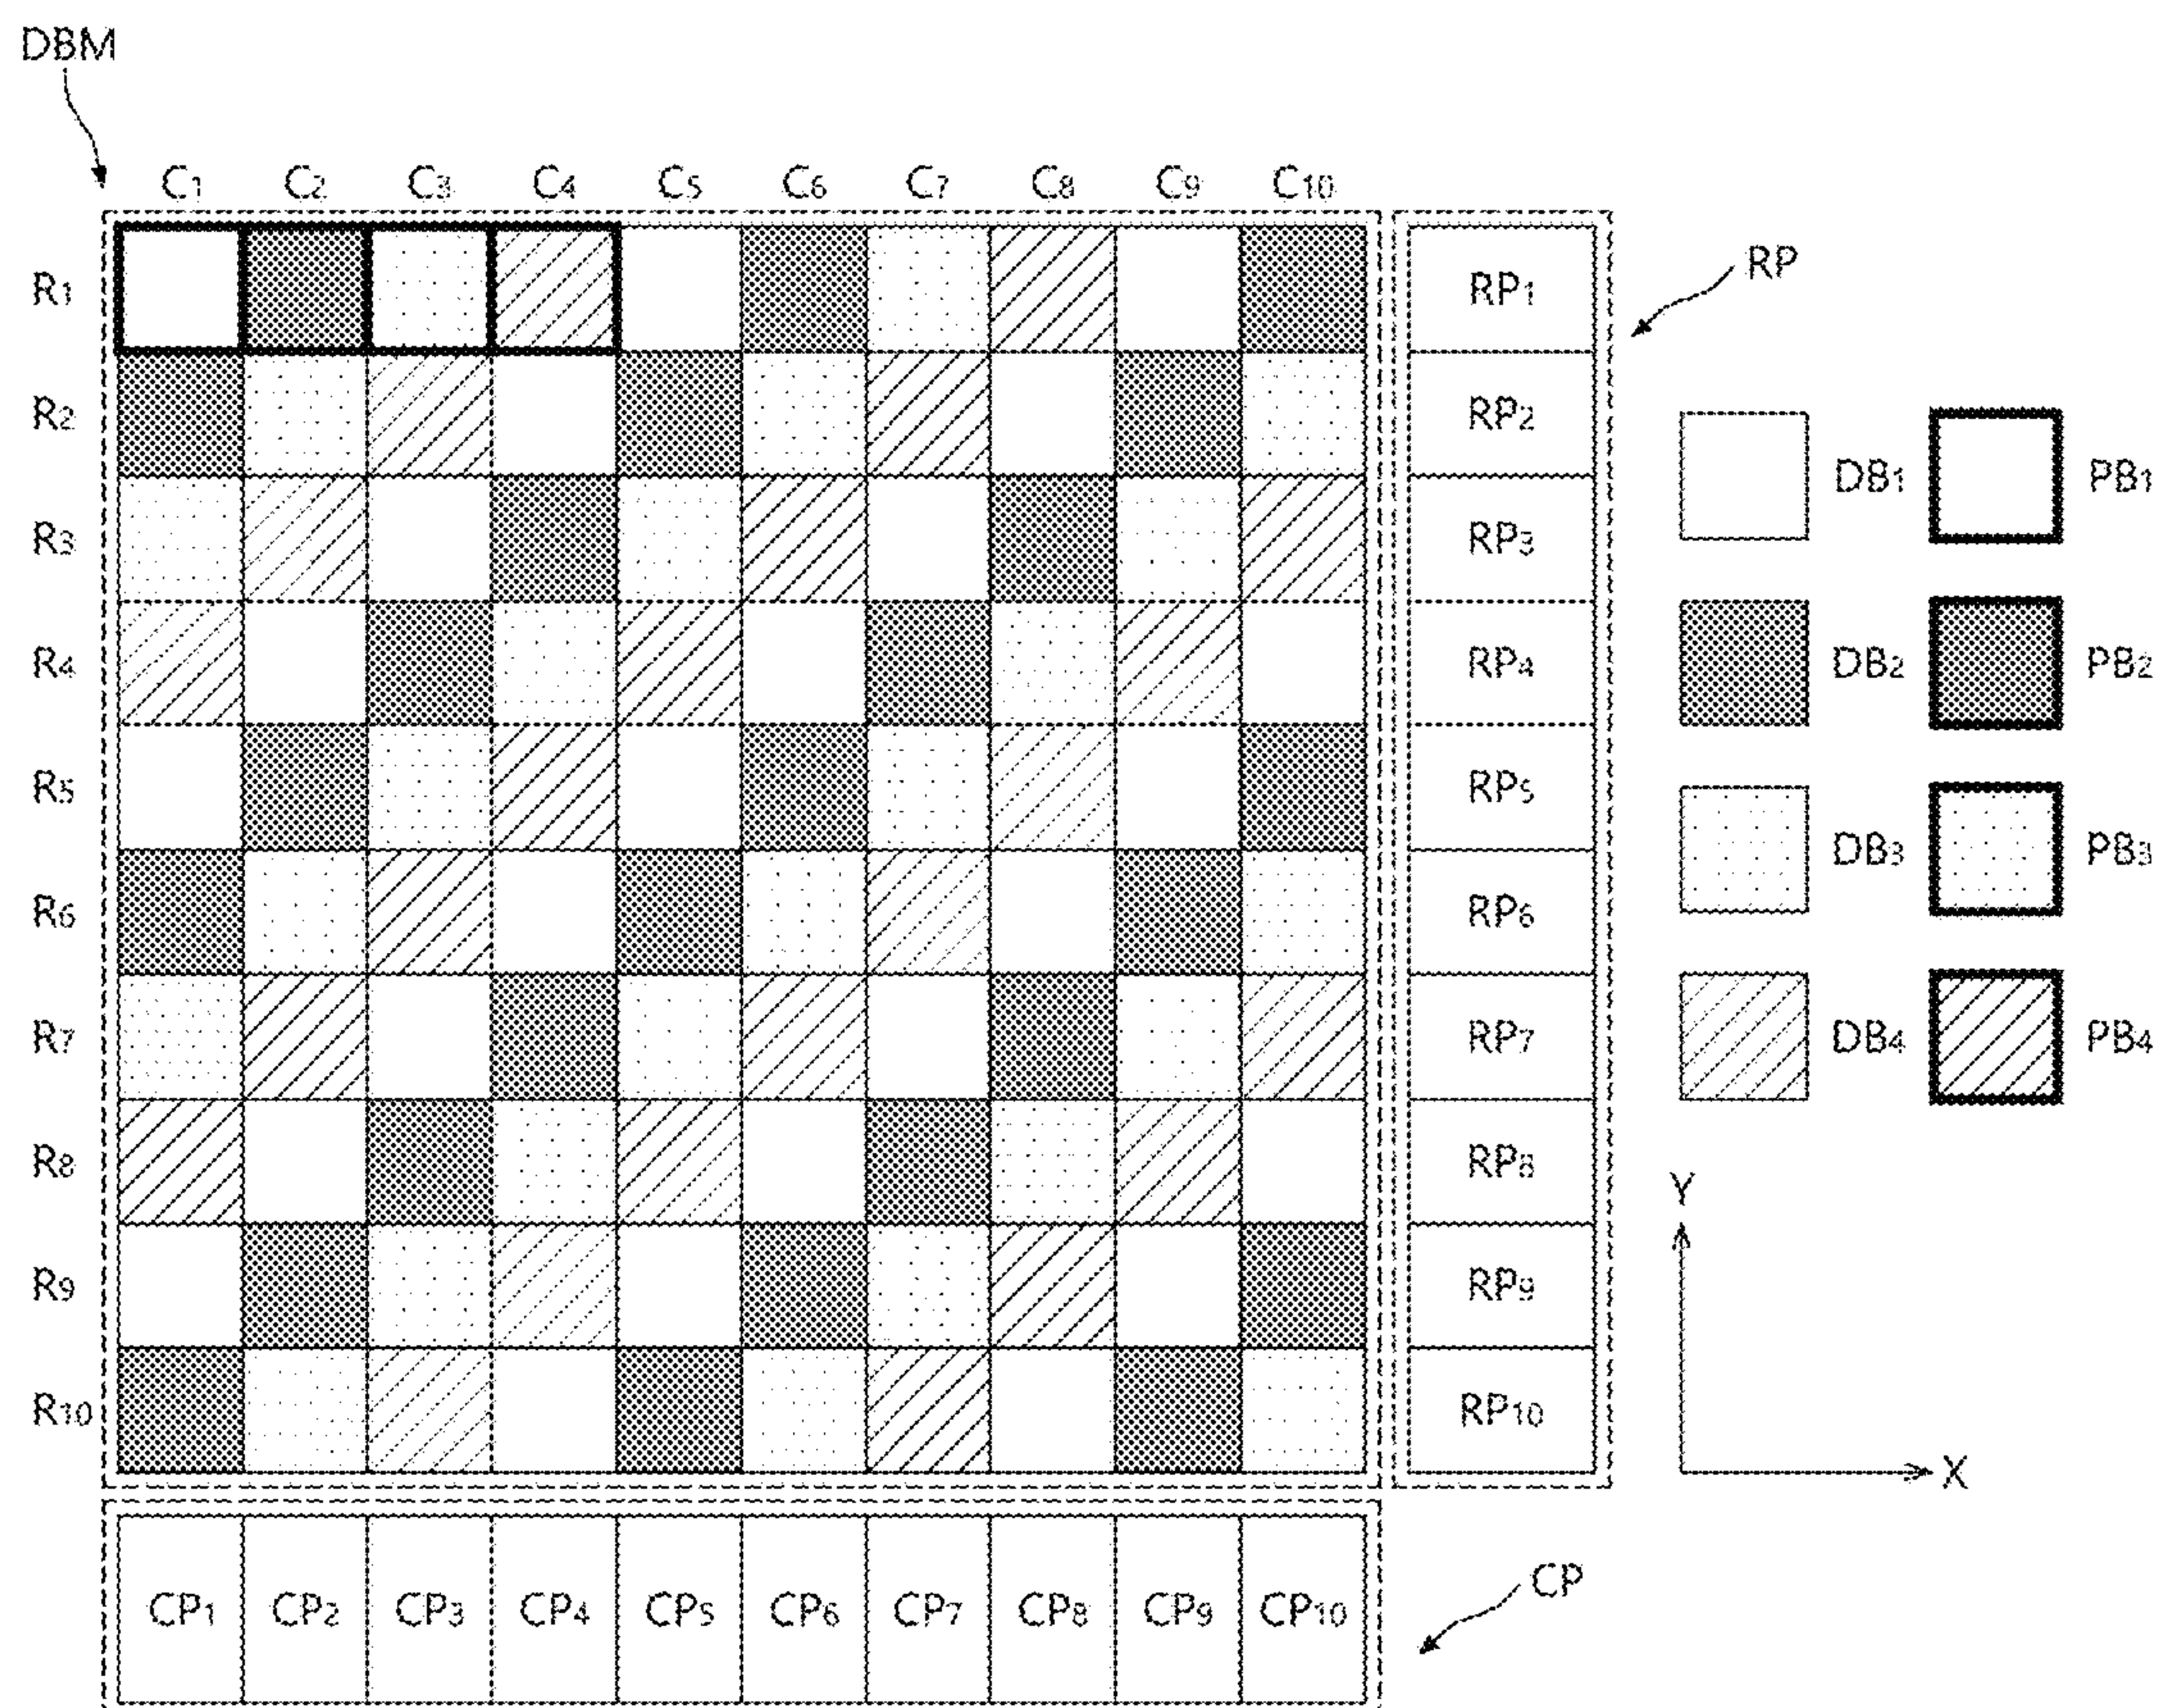 DBM
C1 C2 C3 C4 C5 C6 C7 C8 C9 C10
R1 RP1 RP
R2 RP2
DB1 PB1
R3 RP3
R4 RP4 DB2 PB2
R5 RP5
DB3 PB3
R6 RP6
R7 RP7 DB4 PB4
R8 RP8
Y
R9 RP9
R10 RP10
X
CP1 CP2 CP3 CP4 CP5 CP6 CP7 CP8 CP9 CP10 CP